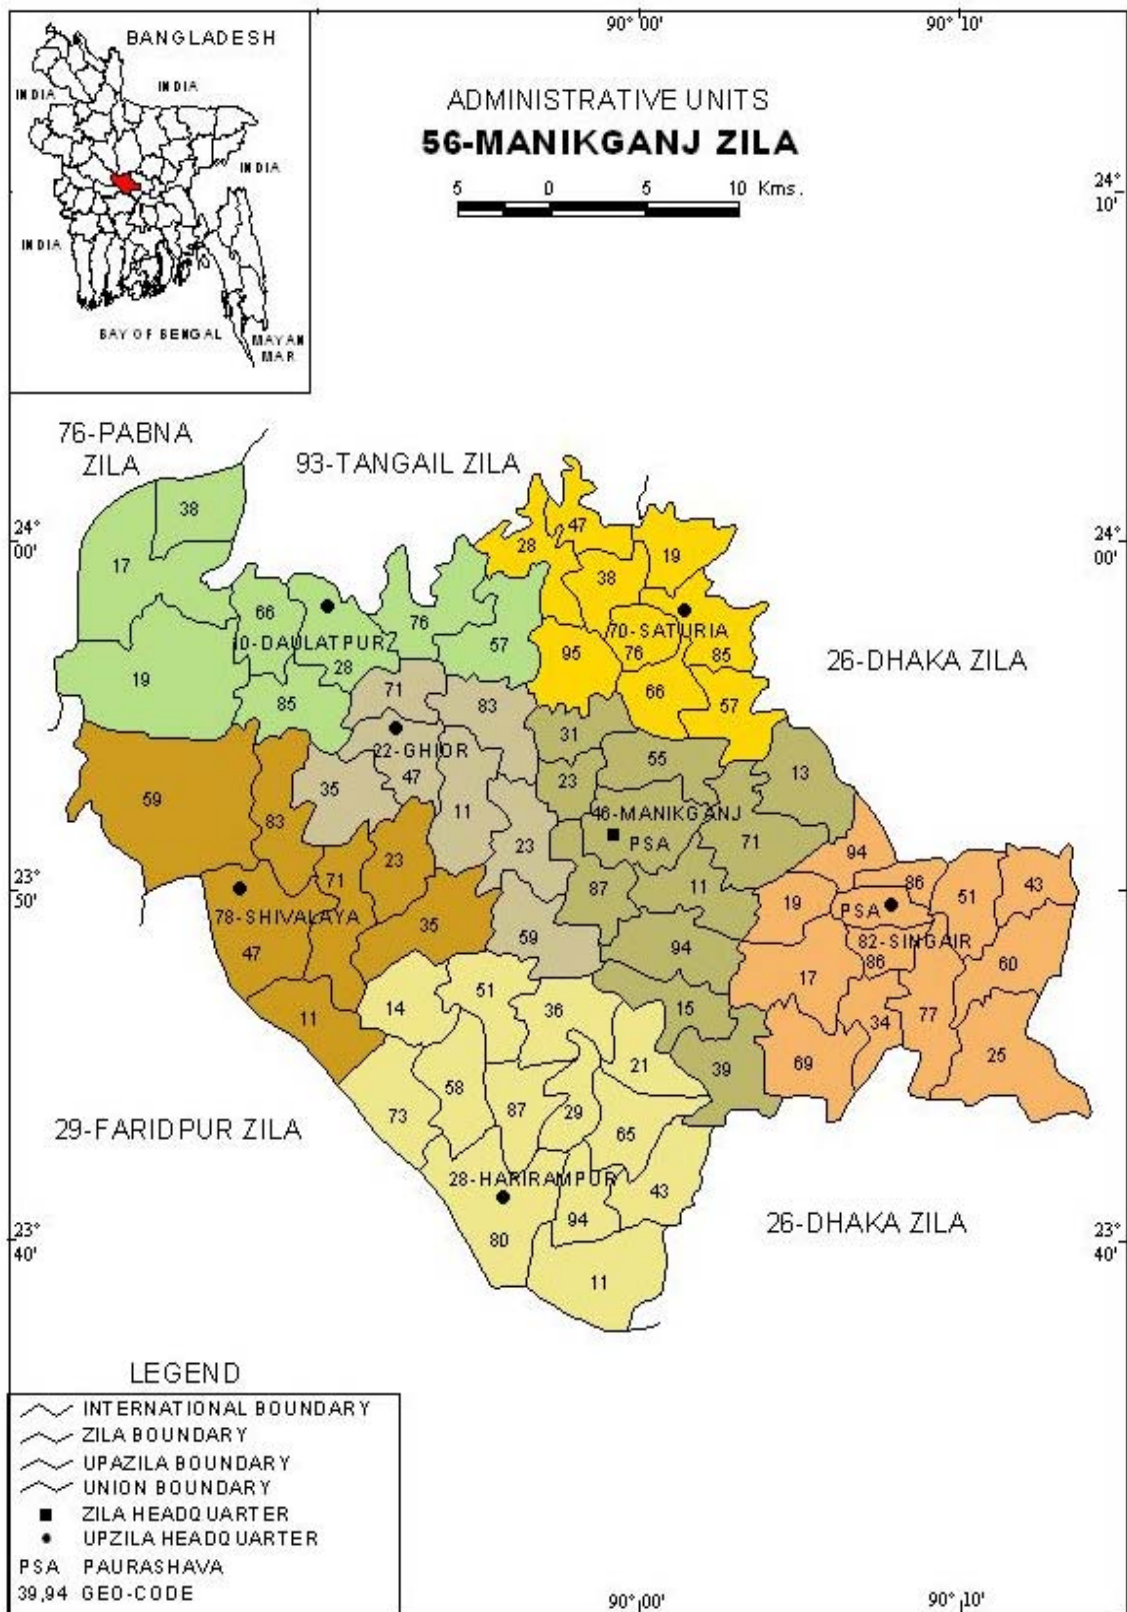 90° 00' 90° 10'
BANGLADESH
INDIA
INDIA
INDIA
INDIA
BAY OF BENGAL
MAYAN
MAR
ADMINISTRATIVE UNITS
56-MANIKGANJ ZILA
5 0 5 10 Kms.
24°
10'
76-PABNA
ZILA
93-TANGAIL ZILA
24°
00'
24°
00'
38
17
47
28
19
38
66
76
10-DAULATPUR
57
28
19
85
70-SATURIA
76
95
85
66
57
26-DHAKA ZILA
71
83
22-GHIOR
47
35
11
23
59
31
55
23
13
46-MANIKGANJ
PSA
71
87
11
94
15
39
59
83
23
71
78-SHIVALAYA
35
47
11
23°
50'
23°
50'
94
86
51
43
19
PSA
82-SINGAIR
86
60
17
34
77
69
25
14
51
36
21
58
73
87
29
65
28-HARIRAMPUR
43
94
80
11
29-FARIDPUR ZILA
26-DHAKA ZILA
23°
40'
23°
40'
LEGEND
INTERNATIONAL BOUNDARY
ZILA BOUNDARY
UPAZILA BOUNDARY
UNION BOUNDARY
ZILA HEADQUARTER
UPZILA HEADQUARTER
PSA PAURASHAVA
39,94 GEO-CODE
90° 00' 90° 10'